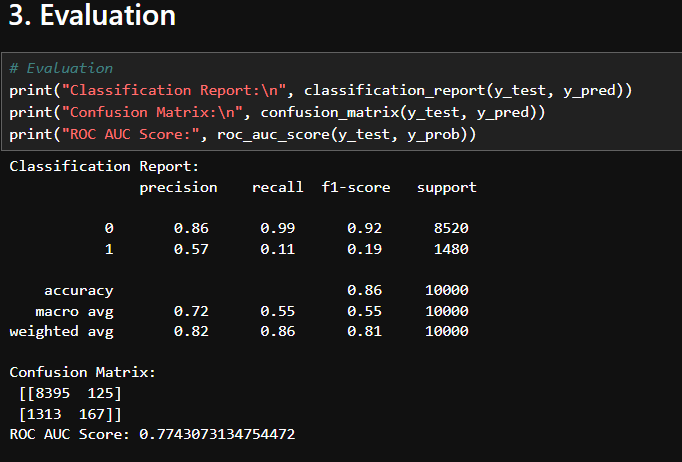 3. Evaluation
# Evaluation
print("Classification Report:\n", classification_report(y_test, y_pred))
print("Confusion Matrix:\n", confusion_matrix(y_test, y_pred))
print("ROC AUC Score:", roc_auc_score(y_test, y_prob))
Classification Report:
precision    recall  f1-score   support
0       0.86      0.99      0.92      8520
1       0.57      0.11      0.19      1480
accuracy                           0.86     10000
macro avg       0.72      0.55      0.55     10000
weighted avg       0.82      0.86      0.81     10000
Confusion Matrix:
[[8395  125]
[1313  167]]
ROC AUC Score: 0.7743073134754472